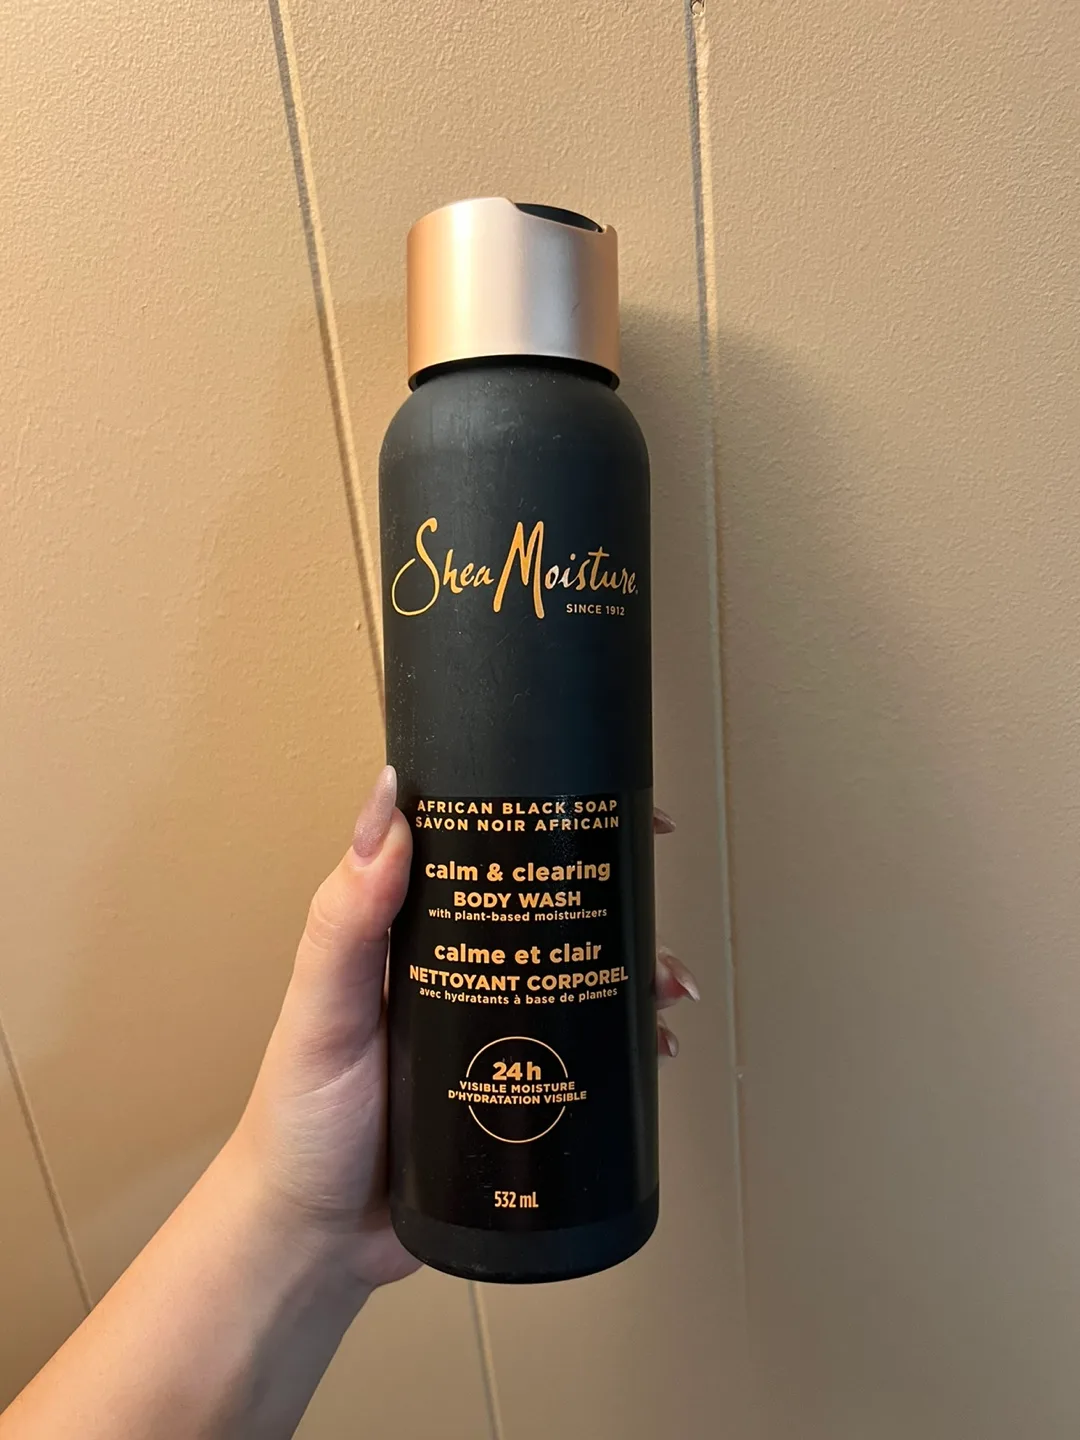 SheaMoisture
SINCE 1912
AFRICAN BLACK SOAP
SAVON NOIR AFRICAIN
calm & clearing
BODY WASH
with plant-based moisturizers
calme et clair
NETTOYANT CORPOREL
avec hydratants à base de plantes
24 h
VISIBLE MOISTURE
D'HYDRATATION VISIBLE
532 mL